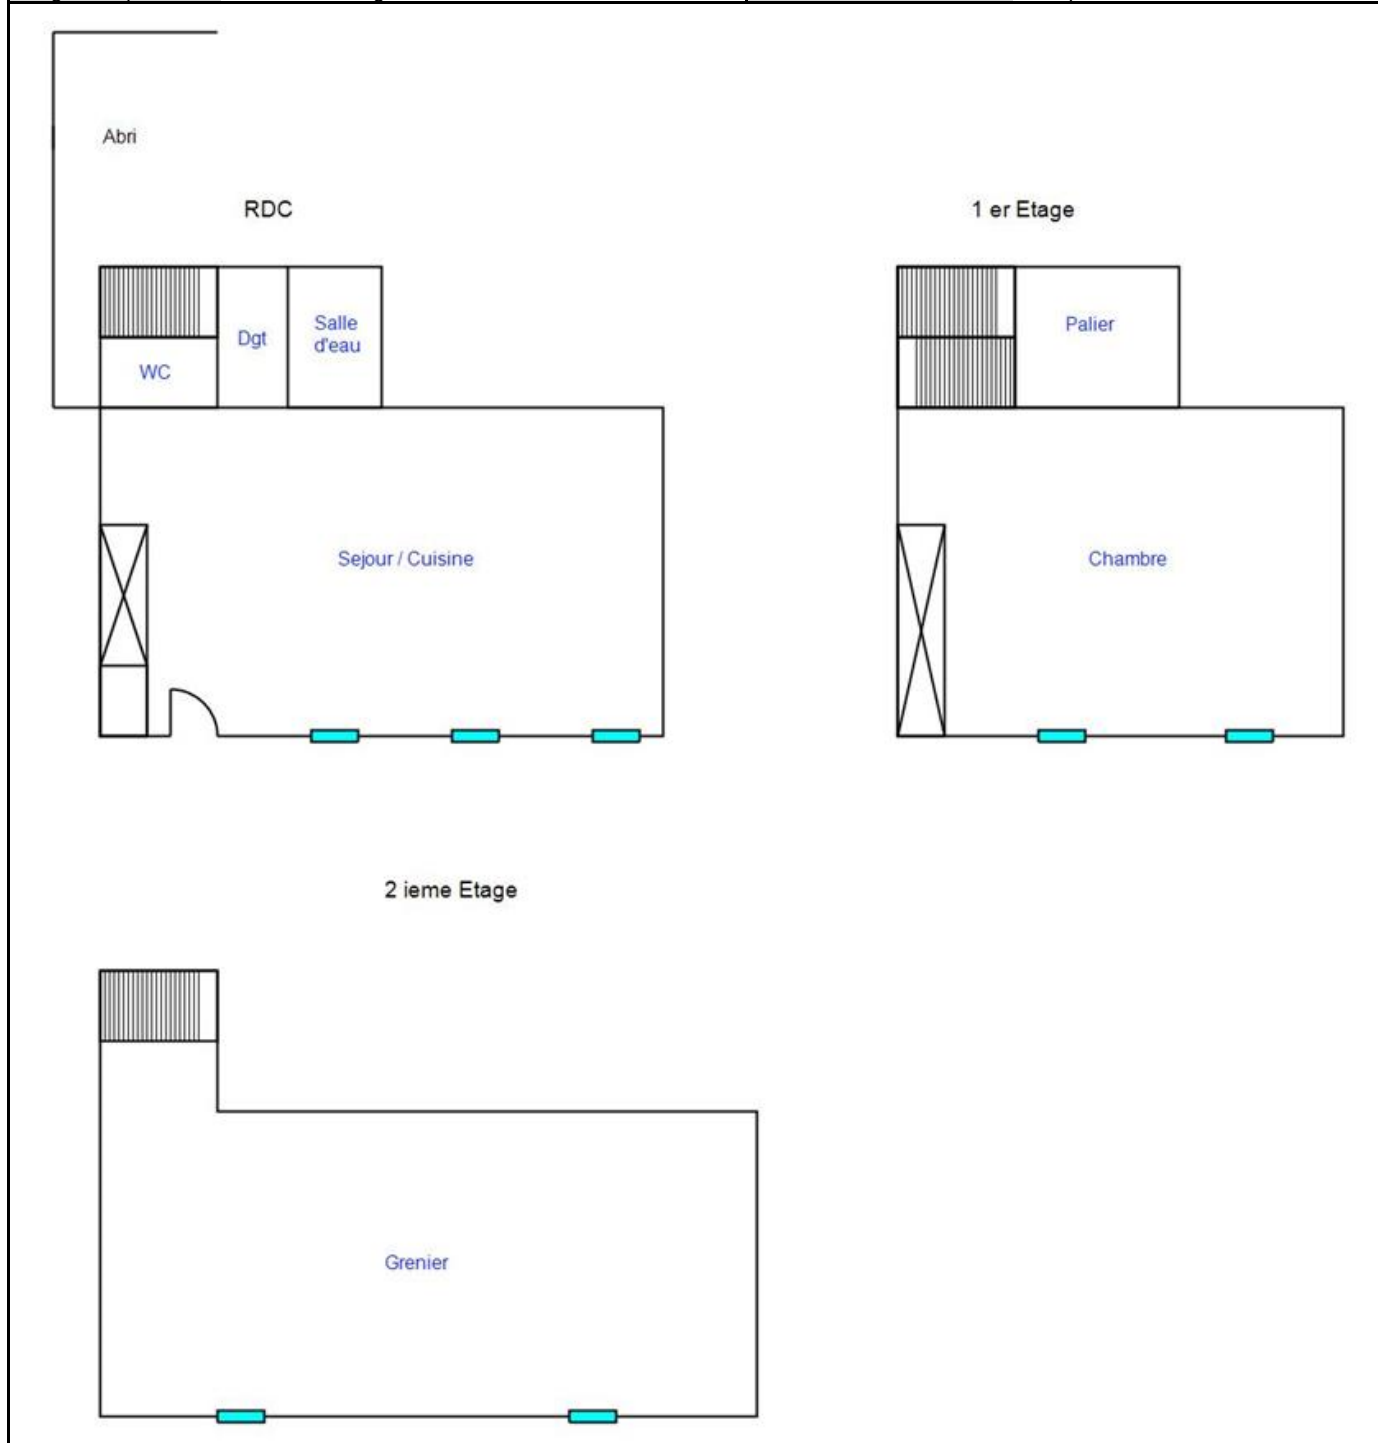 Abri
RDC
1 er Etage
Salle
d'eau
Dgt
WC
Palier
Sejour / Cuisine
Chambre
2 ieme Etage
Grenier